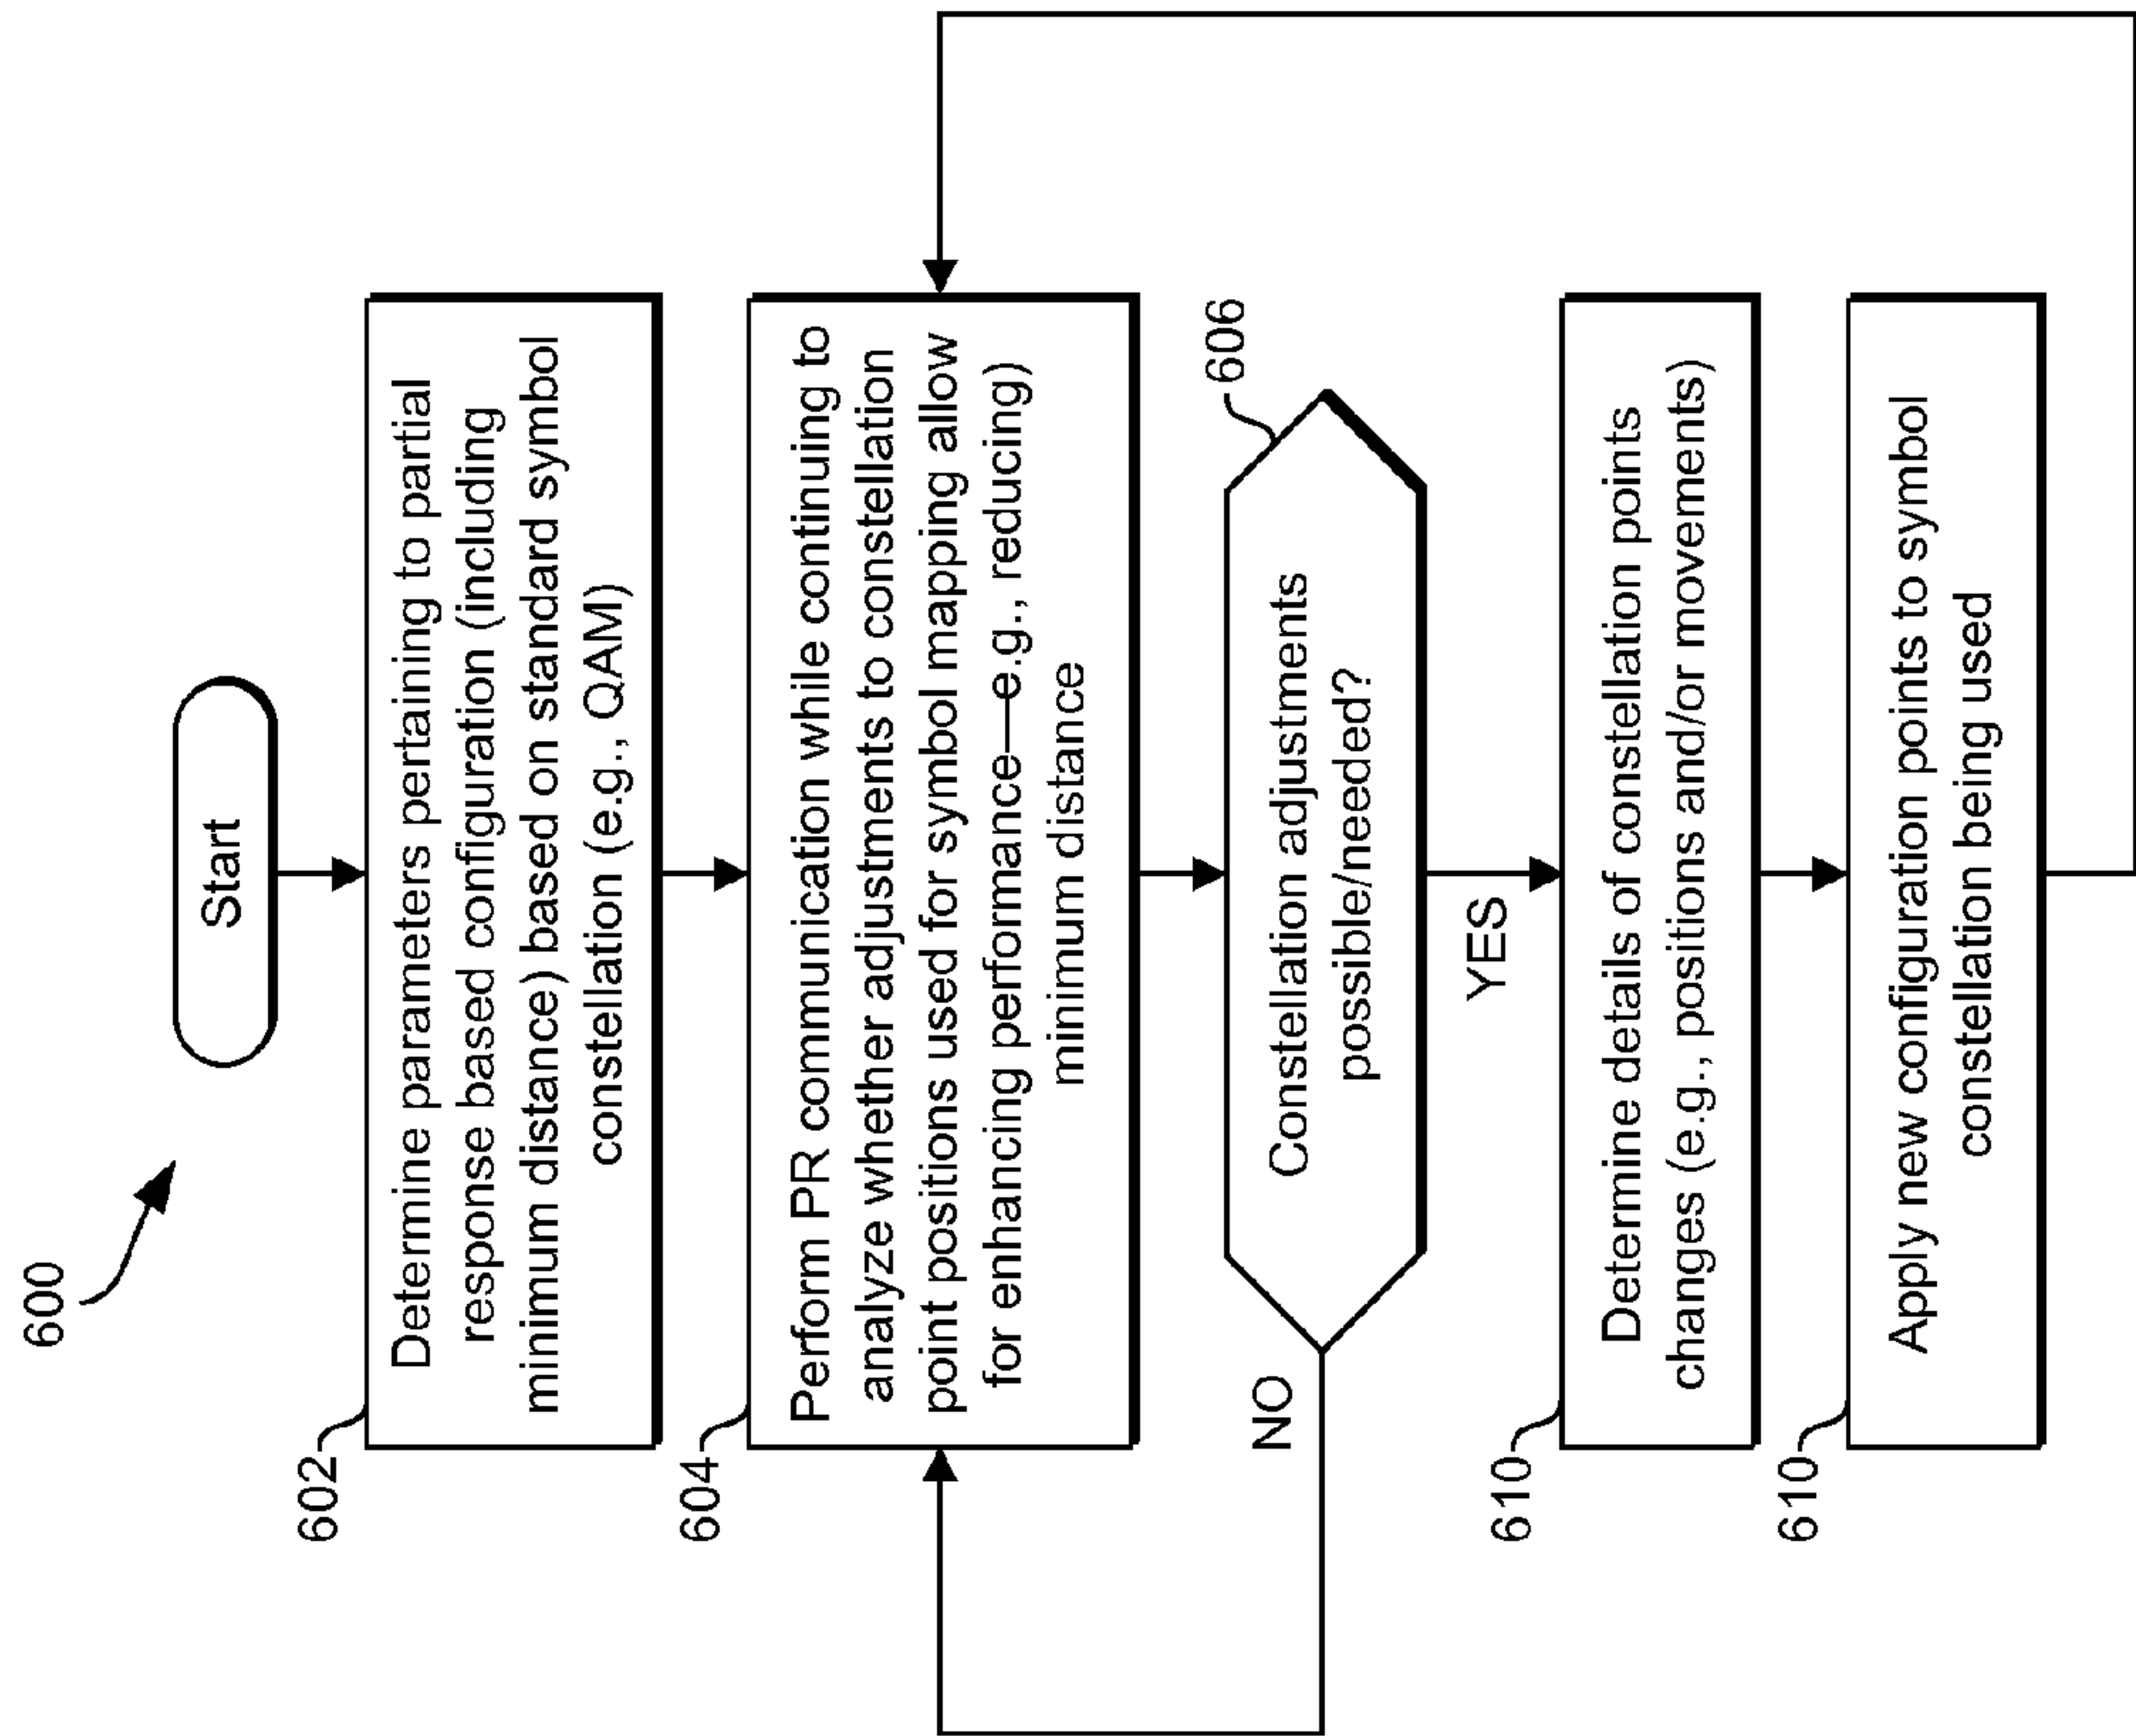 600
Start
602
Determine parameters pertaining to partial
response based configuration (including
minimum distance) based on standard symbol
constellation (e.g., QAM)
604
Perform PR communication while continuing to
analyze whether adjustments to constellation
point positions used for symbol mapping allow
for enhancing performance—e.g., reducing)
minimum distance
606
Constellation adjustments
possible/needed?
NO
YES
610
Determine details of constellation points
changes (e.g., positions and/or movements)
610
Apply new configuration points to symbol
constellation being used